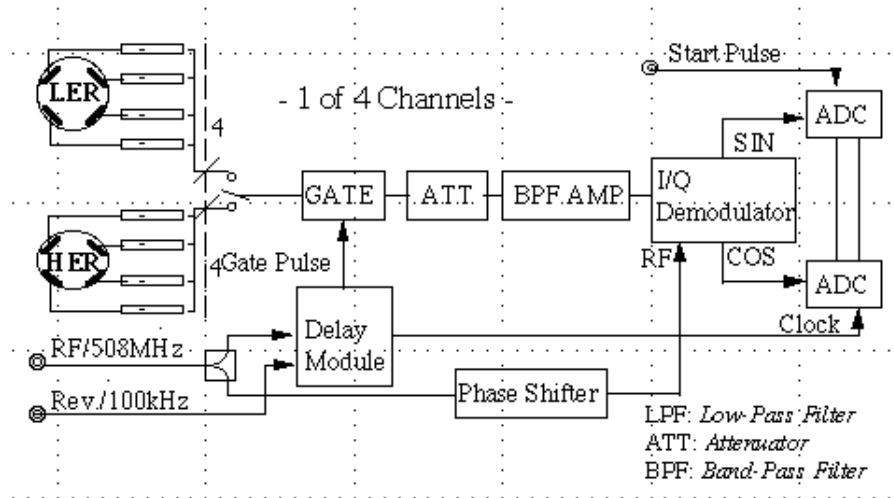 Start Pulse
LER
- 1 of 4 Channels -
ADC
4
SIN
GATE
ATT.
BPF.AMP.
I/Q
Demodulator
HER
4
Gate Pulse
RF
COS
ADC
RF/508MHz
Delay
Module
Clock
Rev./100kHz
Phase Shifter
LPF: Low-Pass Filter
ATT: Attenuator
BPF: Band-Pass Filter